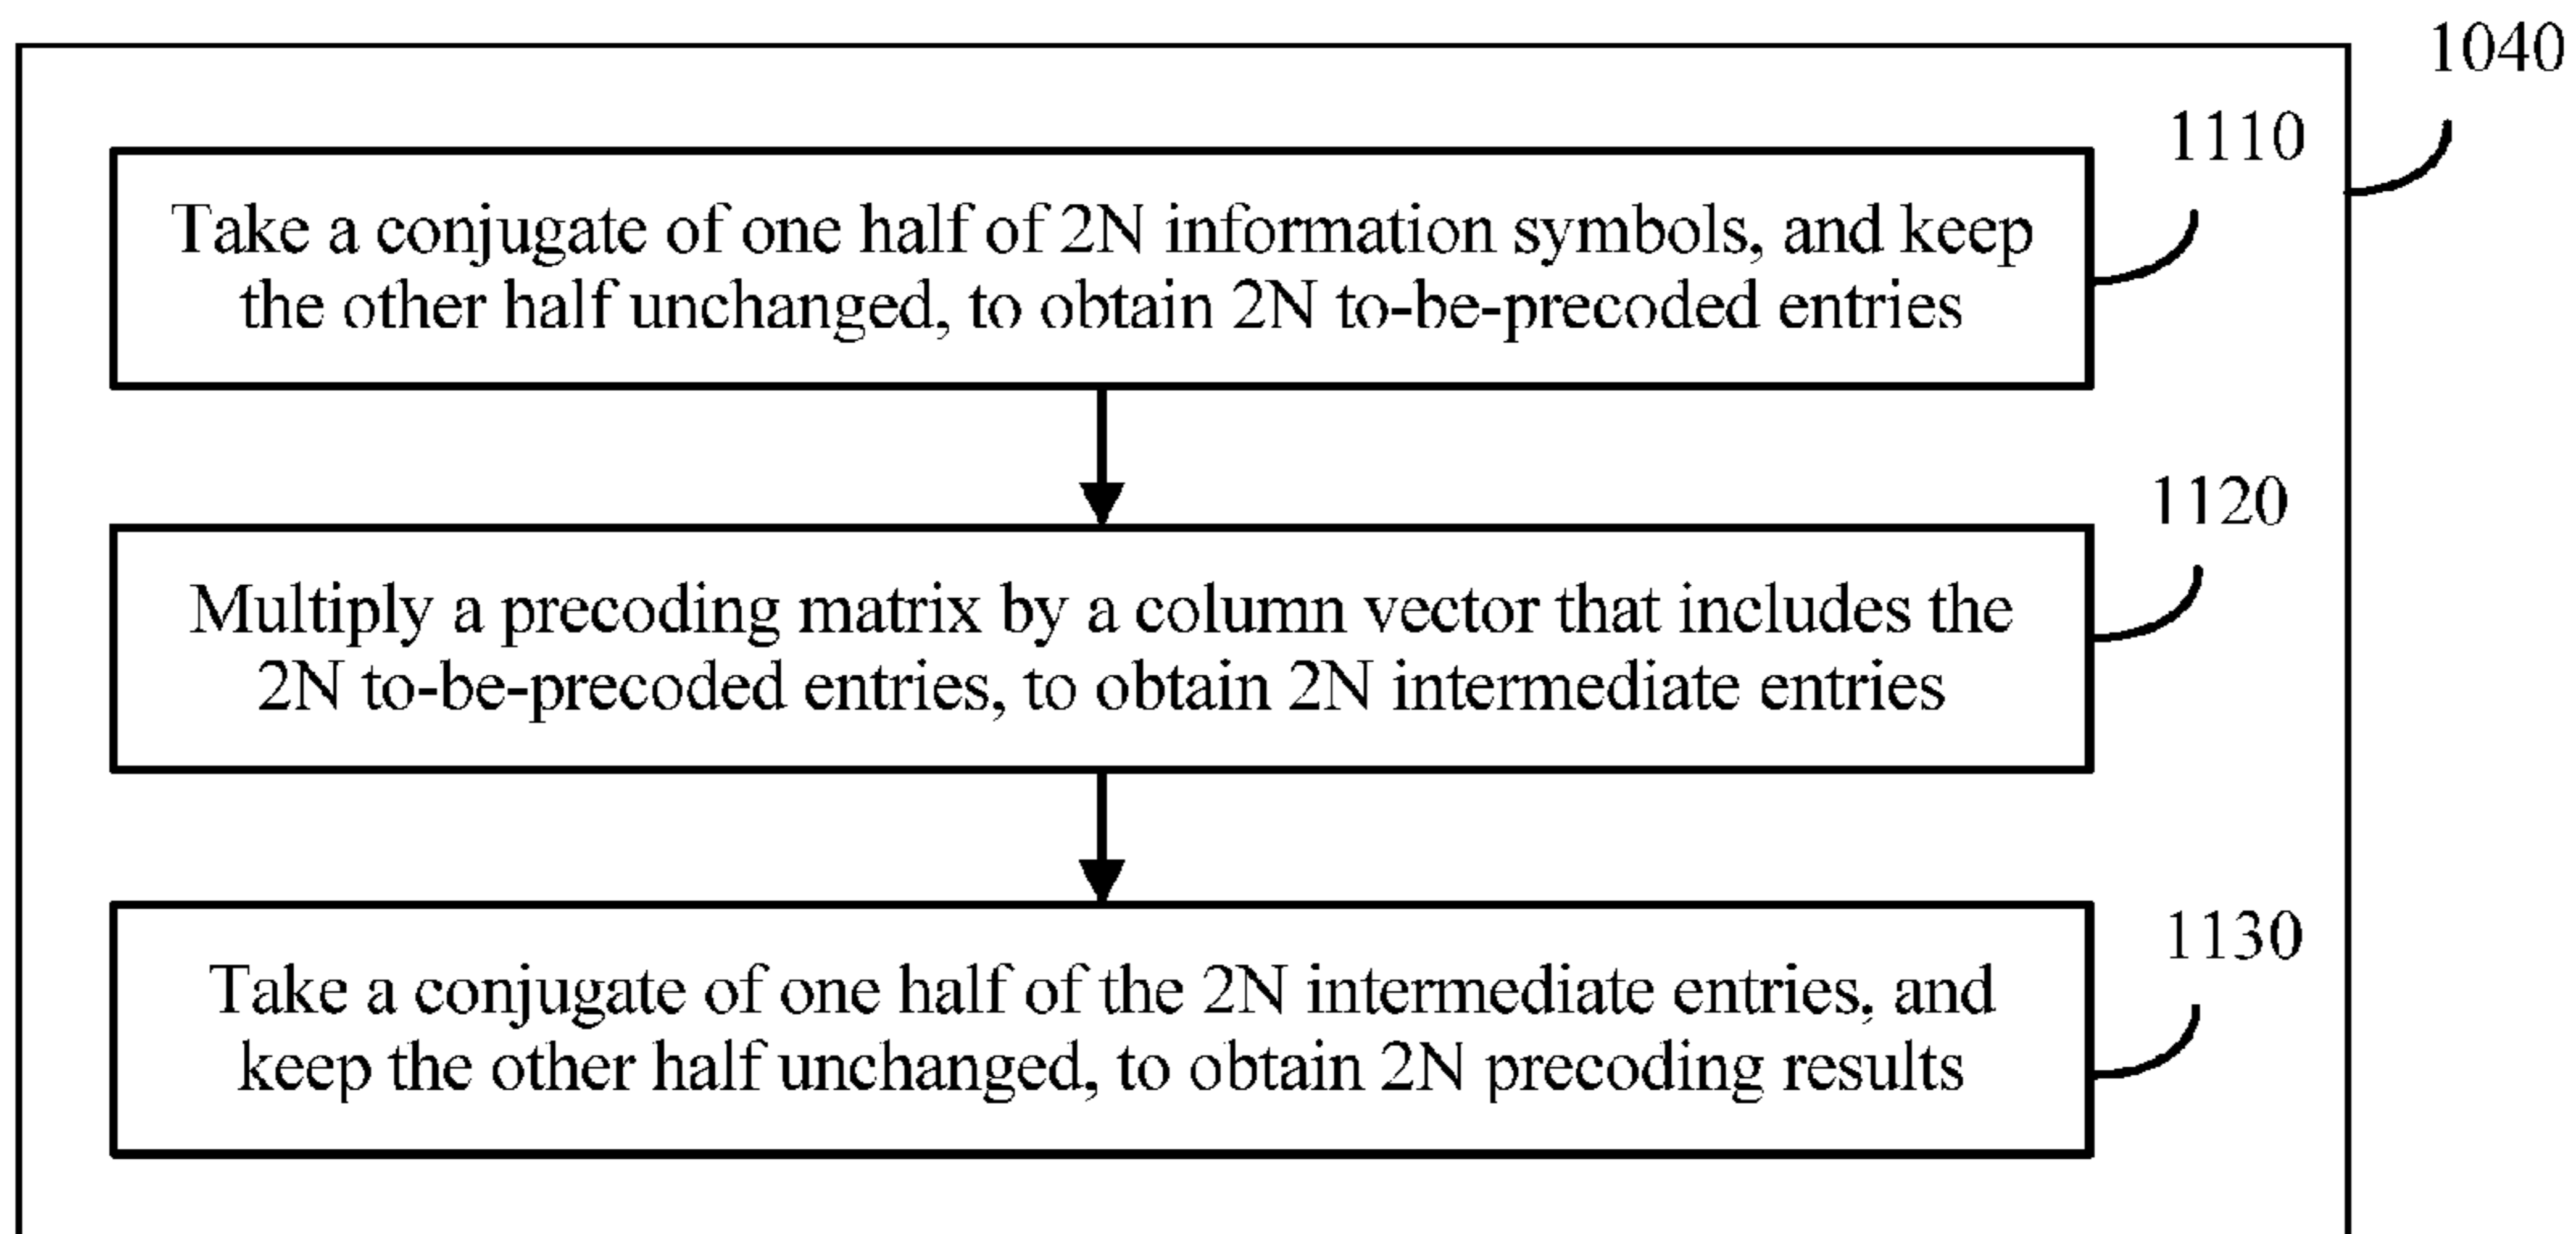 1040
1110
Take a conjugate of one half of 2N information symbols, and keep
the other half unchanged, to obtain 2N to-be-precoded entries
1120
Multiply a precoding matrix by a column vector that includes the
2N to-be-precoded entries, to obtain 2N intermediate entries
1130
Take a conjugate of one half of the 2N intermediate entries, and
keep the other half unchanged, to obtain 2N precoding results